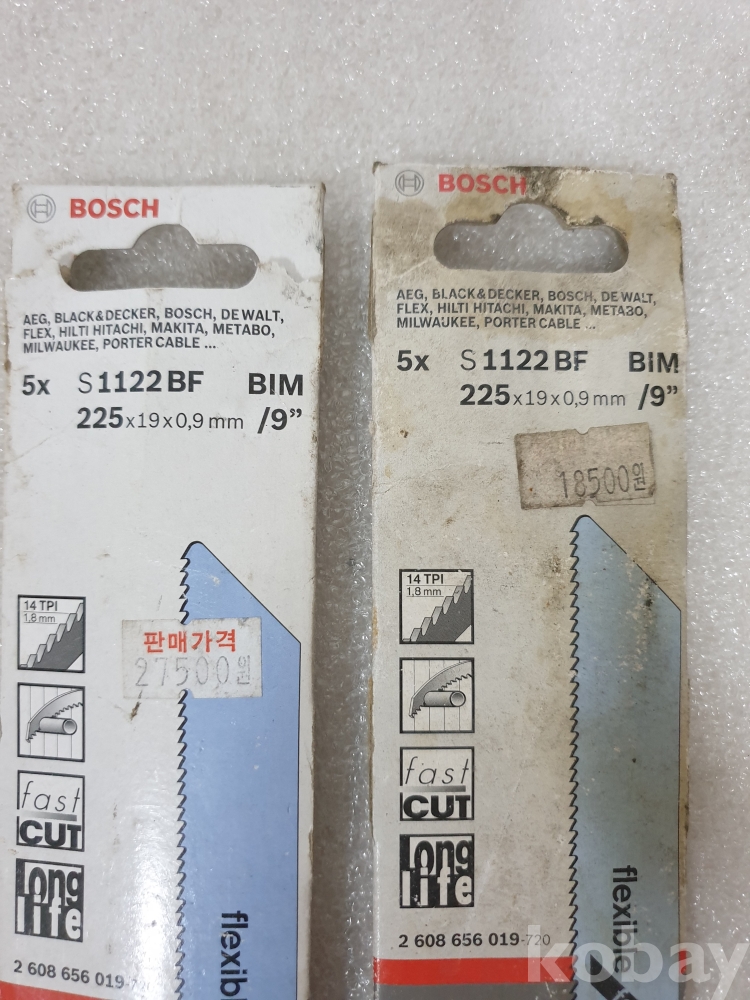 BOSCH
AEG, BLACK&DECKER, BOSCH, DE WALT,
FLEX, HILTI HITACHI, MAKITA, METABO,
MILWAUKEE, PORTER CABLE ...
5x S1122BF BIM
225x19x0,9mm /9”
14 TPI
1,8mm
판매가격
27500원
fast
CUT
long
life
flexib
2 608 656 019-720
BOSCH
AEG, BLACK&DECKER, BOSCH, DE WALT,
FLEX, HILTI HITACHI, MAKITA, METABO,
MILWAUKEE, PORTER CABLE ...
5x S1122BF BIM
225x19x0,9mm /9”
18500원
14 TPI
1,8mm
fast
CUT
long
life
flexible
2 608 656 019-720
kobay